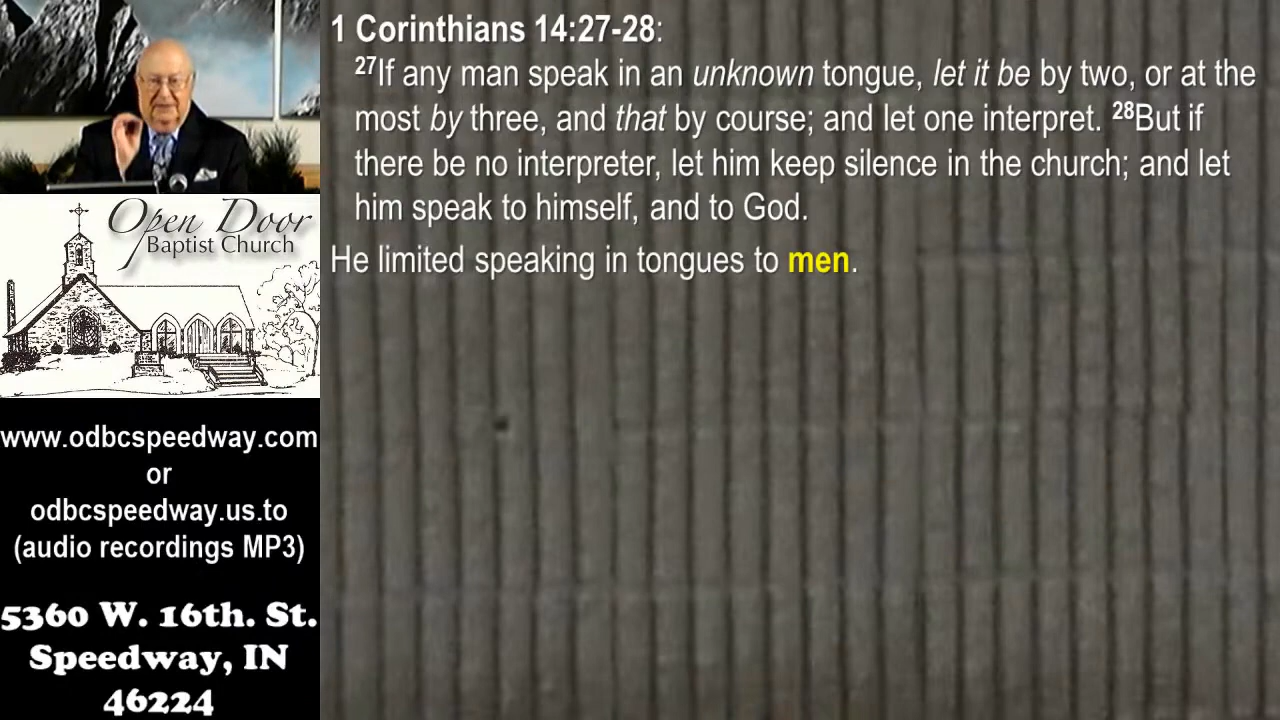 1 Corinthians 14:27-28:
27If any man speak in an unknown tongue, let it be by two, or at the
most by three, and that by course; and let one interpret. 28But if
there be no interpreter, let him keep silence in the church; and let
him speak to himself, and to God.
He limited speaking in tongues to men.
Open Door
Baptist Church
www.odbcspeedway.com
or
odbcspeedway.us.to
(audio recordings MP3)
5360 W. 16th. St.
Speedway, IN
46224